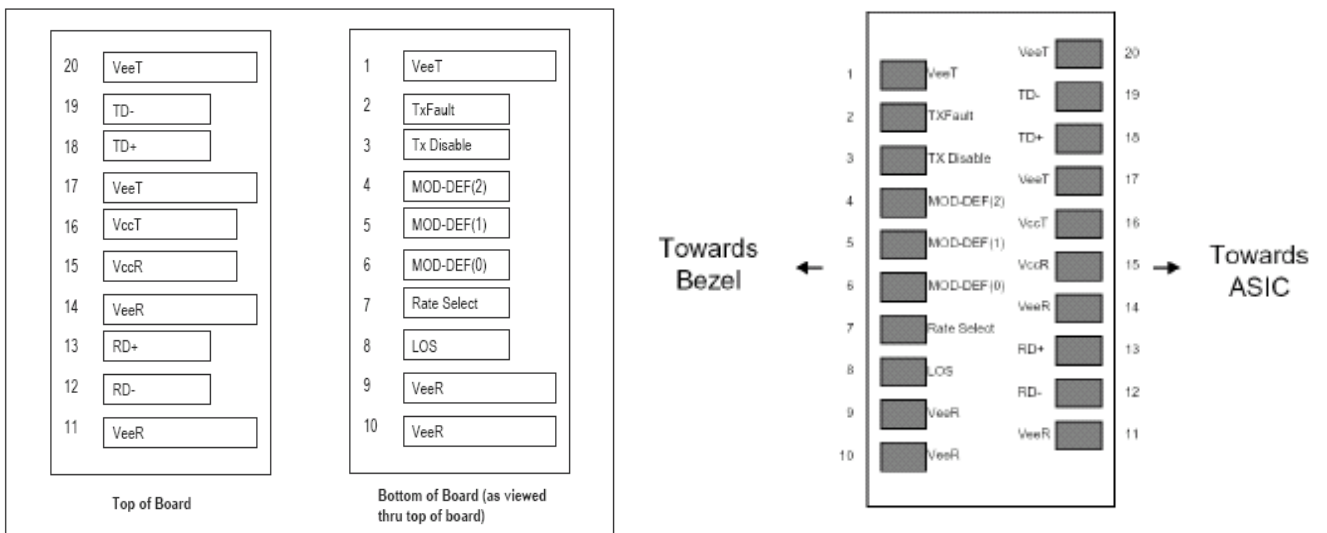 20 VeeT
19 TD-
18 TD+
17 VeeT
16 VccT
15 VccR
14 VeeR
13 RD+
12 RD-
11 VeeR
Top of Board
1 VeeT
2 TxFault
3 Tx Disable
4 MOD-DEF(2)
5 MOD-DEF(1)
6 MOD-DEF(0)
7 Rate Select
8 LOS
9 VeeR
10 VeeR
Bottom of Board (as viewed
thru top of board)
Towards
Bezel
1 VeeT
2 TXFault
3 TX Disable
4 MOD-DEF(2)
5 MOD-DEF(1)
6 MOD-DEF(0)
7 Rate Select
8 LOS
9 VeeR
10 VeeR
VeeT 20
TD- 19
TD+ 18
VeeT 17
VccT 16
VccR 15
VeeR 14
RD+ 13
RD- 12
VeeR 11
Towards
ASIC